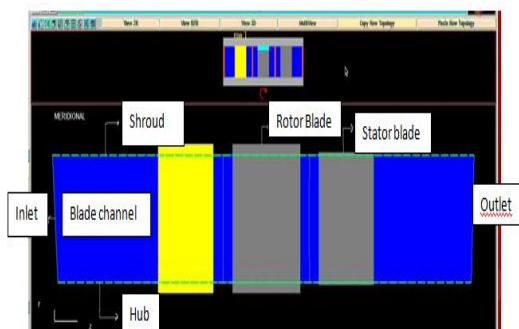 View 2D View B2B View 3D MultiView Copy Row Topology Paste Row Topology
MERIDIONAL
Shroud
Rotor Blade
Stator blade
Inlet
Blade channel
Outlet
Hub